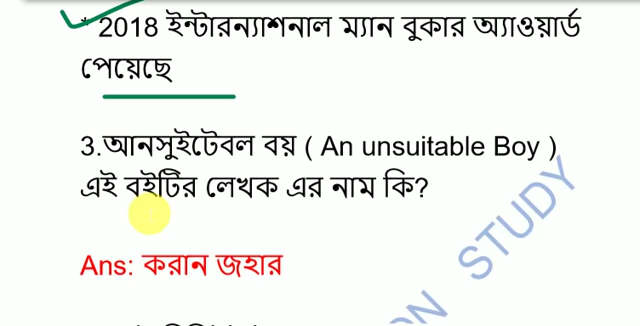 * 2018 ইন্টারন্যাশনাল ম্যান বুকার অ্যাওয়ার্ড
পেয়েছে
3.আনসুইটেবল বয় ( An unsuitable Boy )
এই বইটির লেখক এর নাম কি?
Ans: করান জহার
STUDY